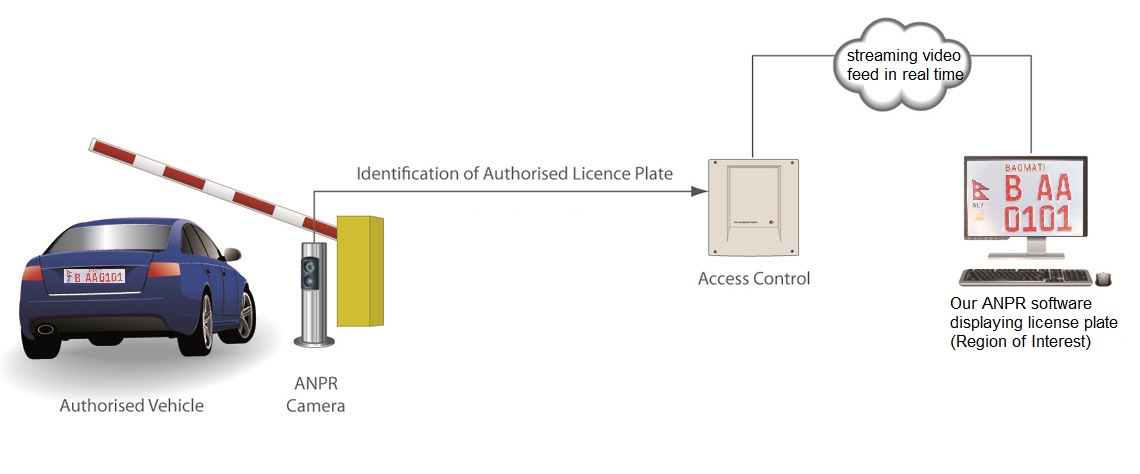 streaming video
feed in real time
Identification of Authorised Licence Plate
BAGMATI
B AA
NEP
0101
B AA0101
Access Control
Our ANPR software
displaying license plate
(Region of Interest)
ANPR
Camera
Authorised Vehicle